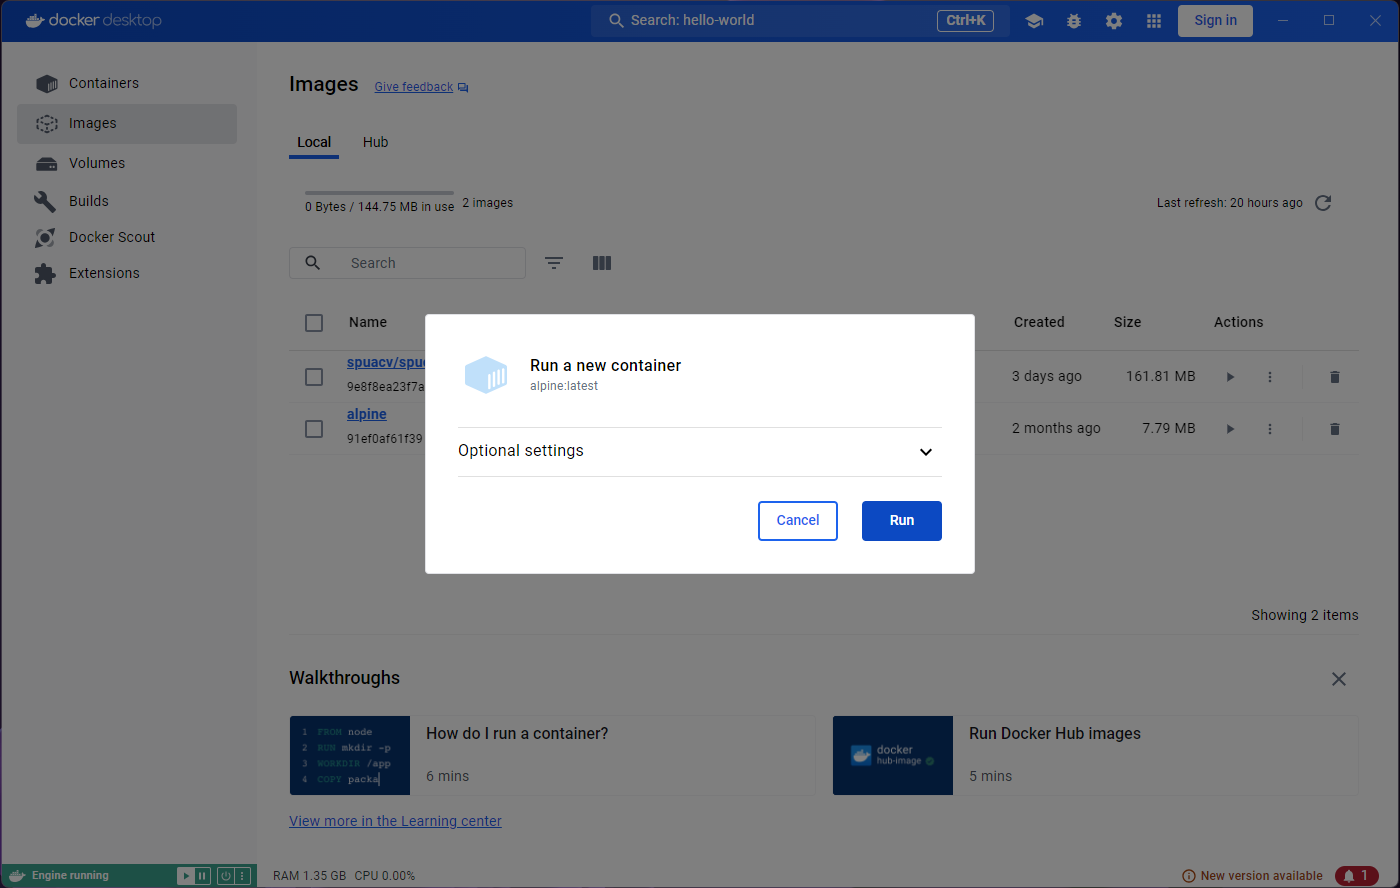 docker desktop
Search: hello-world
Ctrl+K
Sign in
Containers
Images
Volumes
Builds
Docker Scout
Extensions
Images
Give feedback
Local
Hub
0 Bytes / 144.75 MB in use
2 images
Last refresh: 20 hours ago
Search
Name
Created
Size
Actions
9e8f8ea23f7a
3 days ago
161.81 MB
alpine
91ef0af61f39
2 months ago
7.79 MB
Run a new container
alpine:latest
Optional settings
Cancel
Run
Showing 2 items
Walkthroughs
1 FROM node
2 RUN mkdir -p
3 WORKDIR /app
4 COPY packa
How do I run a container?
6 mins
docker
hub-image
Run Docker Hub images
5 mins
View more in the Learning center
Engine running
RAM 1.35 GB CPU 0.00%
New version available
1